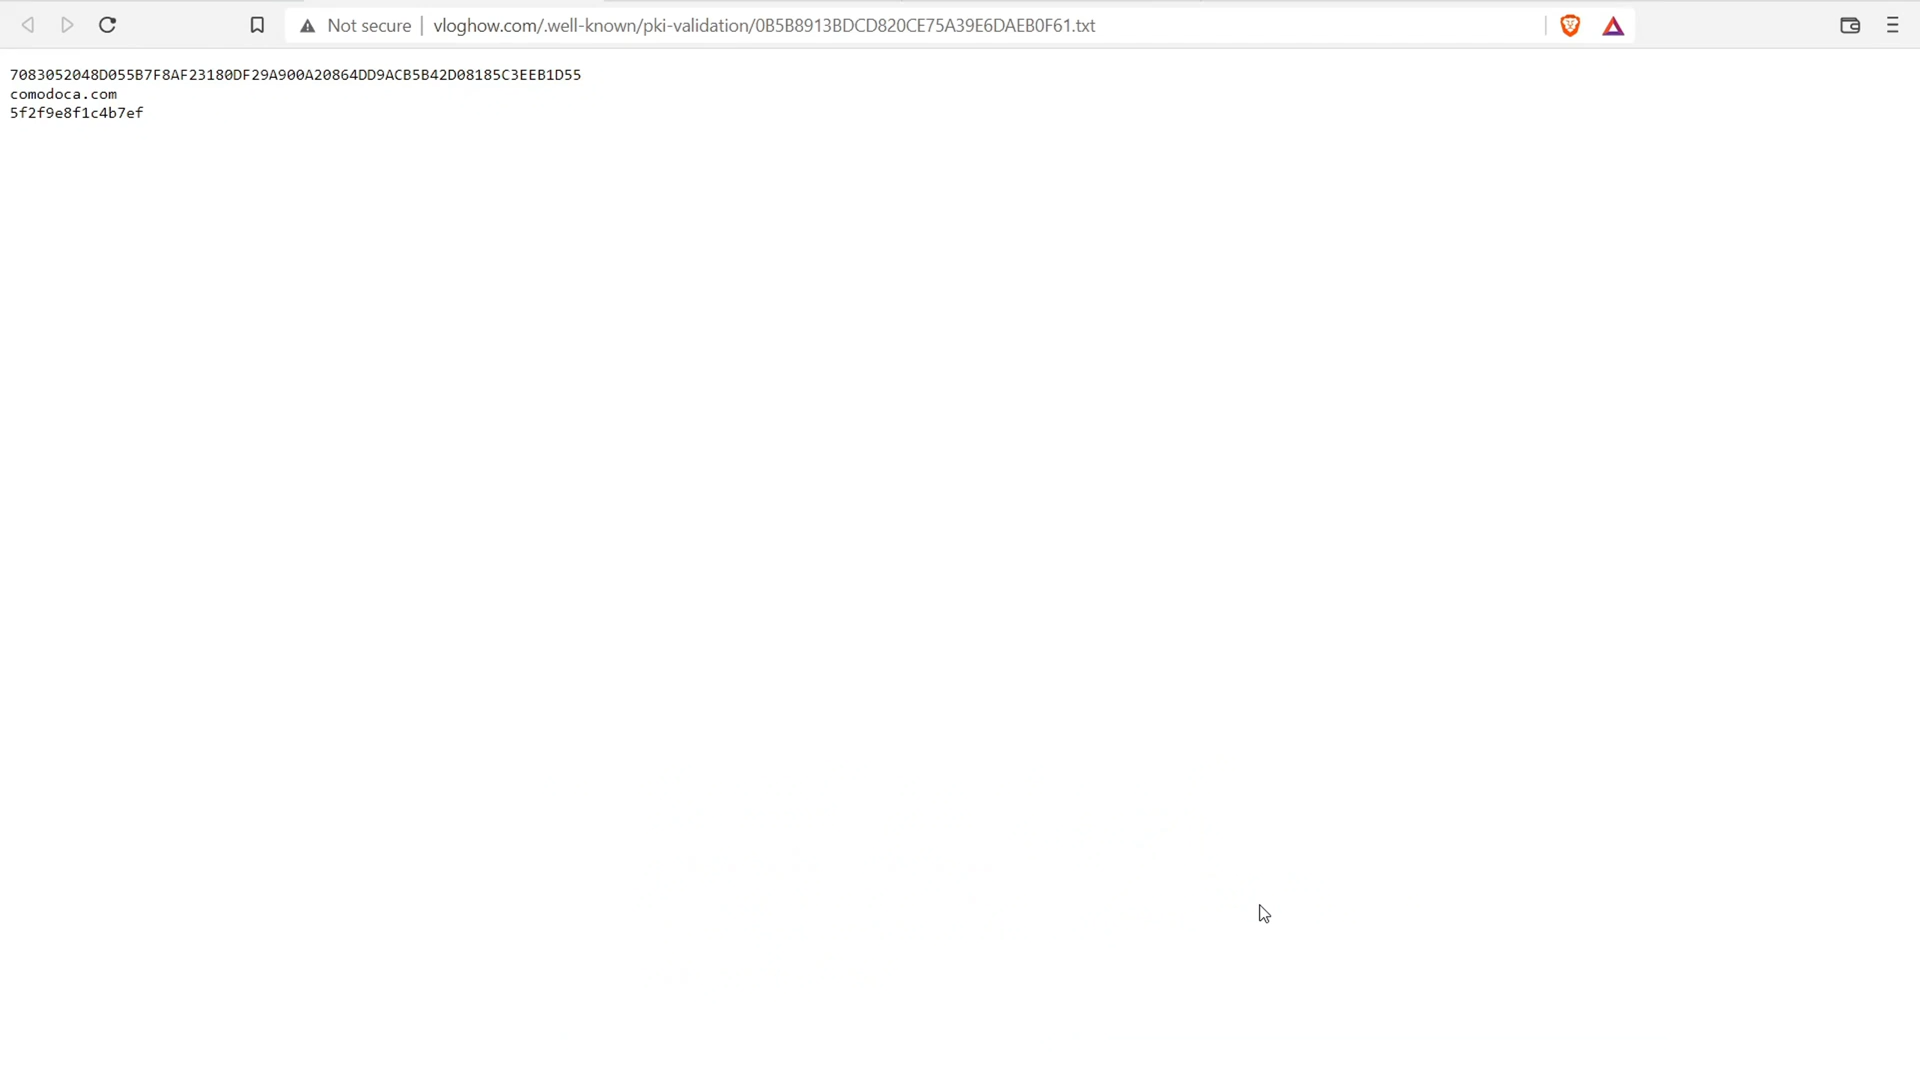 Not secure | vloghow.com/.well-known/pki-validation/0B5B8913BDCD820CE75A39E6DAEB0F61.txt
7083052048D055B7F8AF23180DF29A900A20864DD9ACB5B42D08185C3EEB1D55
comodoca.com
5f2f9e8f1c4b7ef